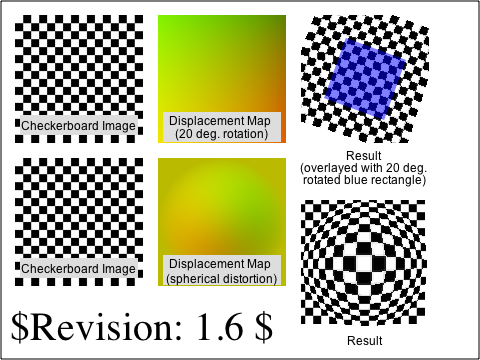 Checkerboard Image
Displacement Map
(20 deg. rotation)
Result
(overlayed with 20 deg.
rotated blue rectangle)
Checkerboard Image
Displacement Map
(spherical distortion)
Result
$Revision: 1.6 $